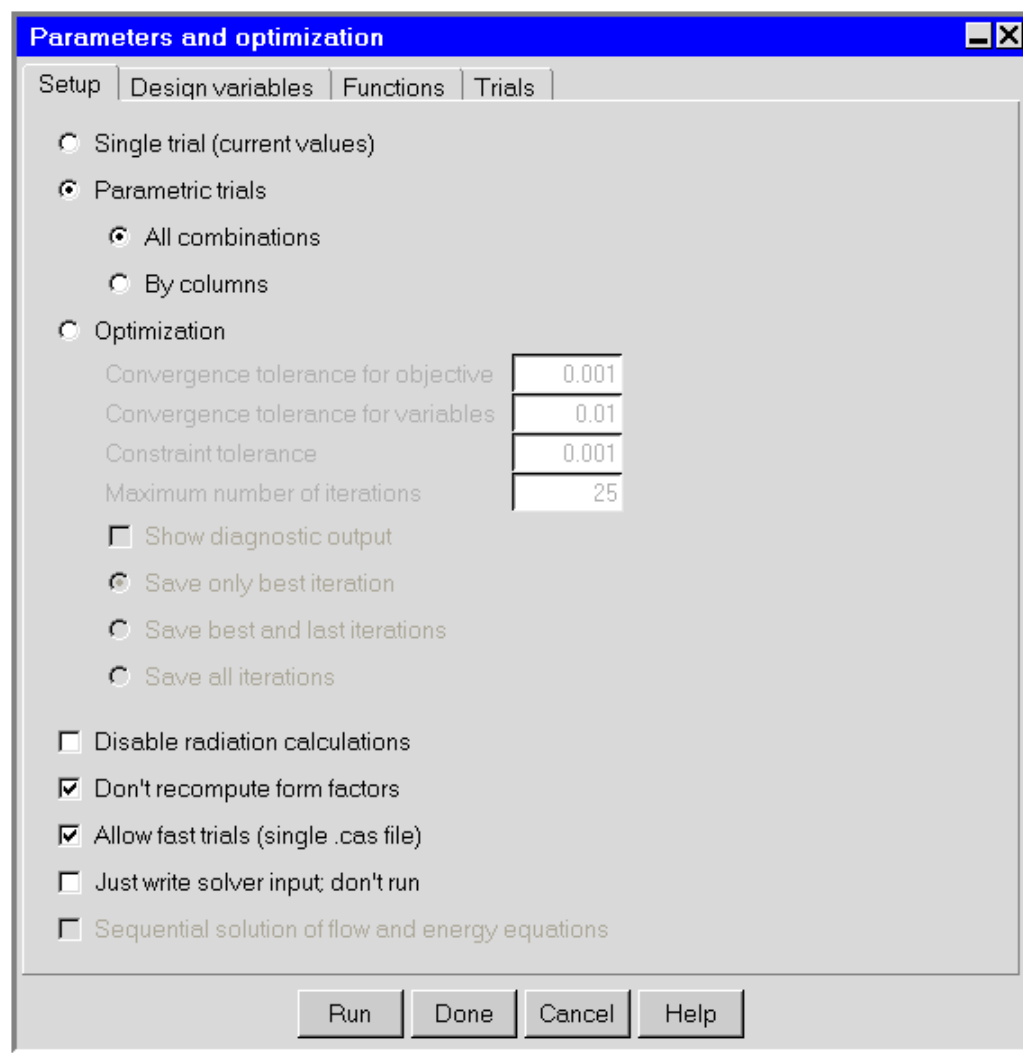 Parameters and optimization
Setup Design variables Functions Trials
Single trial (current values)
Parametric trials
All combinations
By columns
Optimization
Convergence tolerance for objective 0.001
Convergence tolerance for variables 0.01
Constraint tolerance 0.001
Maximum number of iterations 25
Show diagnostic output
Save only best iteration
Save best and last iterations
Save all iterations
Disable radiation calculations
Don't recompute form factors
Allow fast trials (single .cas file)
Just write solver input; don't run
Sequential solution of flow and energy equations
Run Done Cancel Help